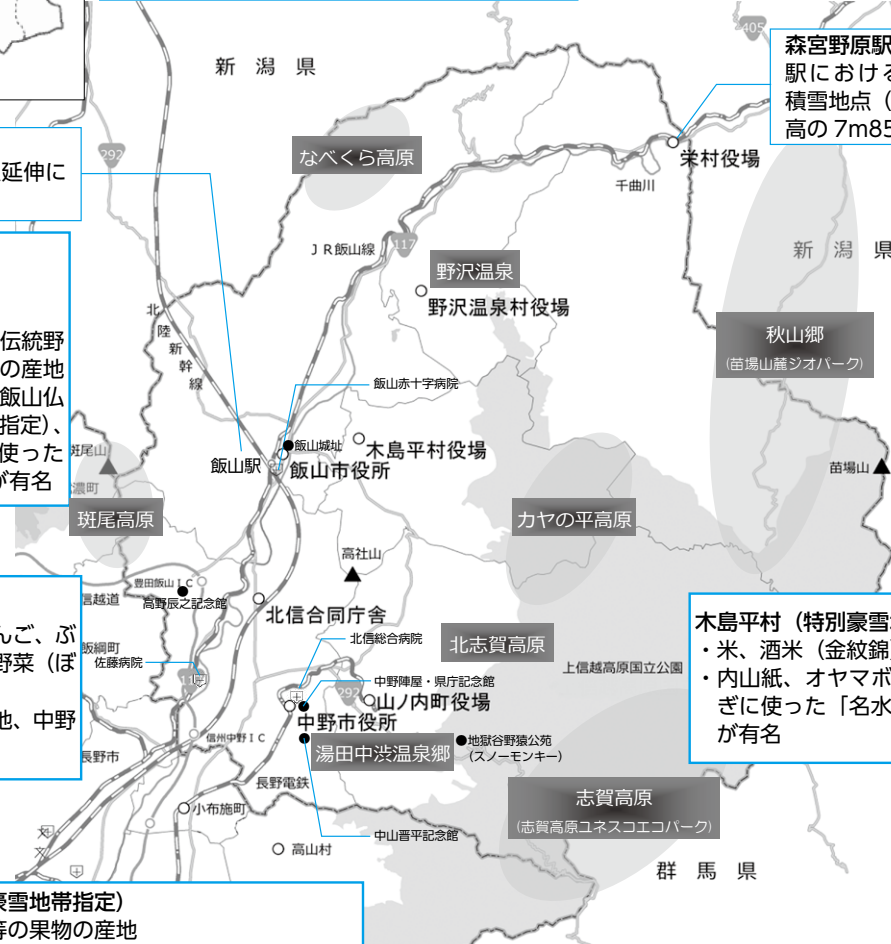 405
新潟県
森宮野原駅
駅における
積雪地点（
高の 7m85
292
延伸に
なべくら高原
栄村役場
千曲川
JR飯山線
117
新潟県
野沢温泉
野沢温泉村役場
北陸新幹線
秋山郷
(苗場山麓ジオパーク)
伝統野
の産地
飯山仏
指定)、
使った
が有名
飯山赤十字病院
飯山城址
木島平村役場
飯山駅
飯山市役所
斑尾山
濃町
苗場山
斑尾高原
カヤの平高原
高社山
豊田飯山IC
高野辰之記念館
信越道
北信合同庁舎
んご、ぶ
野菜（ぼ
地、中野
飯綱町
佐藤病院
北信総合病院
北志賀高原
上信越高原国立公園
木島平村（特別豪雪
・米、酒米（金紋錦
・内山紙、オヤマボ
ぎに使った「名水
が有名
中野陣屋・県庁記念館
292
山ノ内町役場
中野市役所
信州中野IC
長野市
湯田中渋温泉郷
地獄谷野猿公苑
（スノーモンキー）
長野電鉄
志賀高原
(志賀高原ユネスコエコパーク)
小布施町
中山晋平記念館
高山村
群馬県
豪雪地帯指定）
等の果物の産地